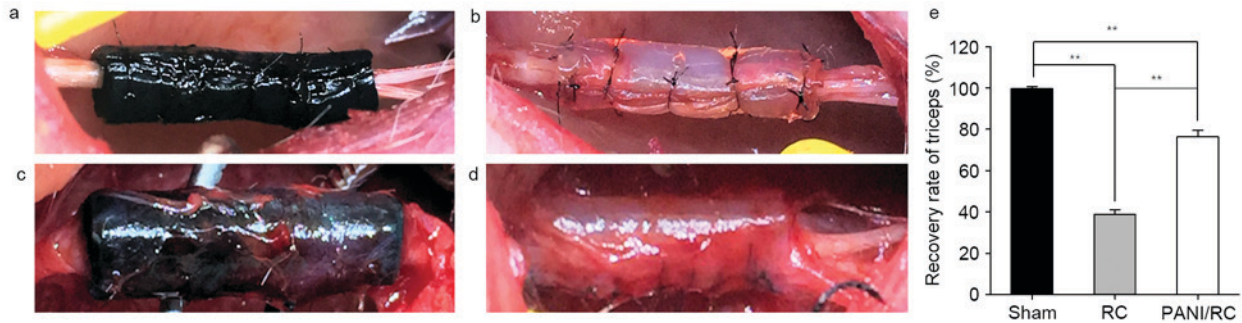 a
b
c
d
e
Recovery rate of triceps (%)
120
100
80
60
40
20
0
**
**
**
Sham
RC
PANI/RC